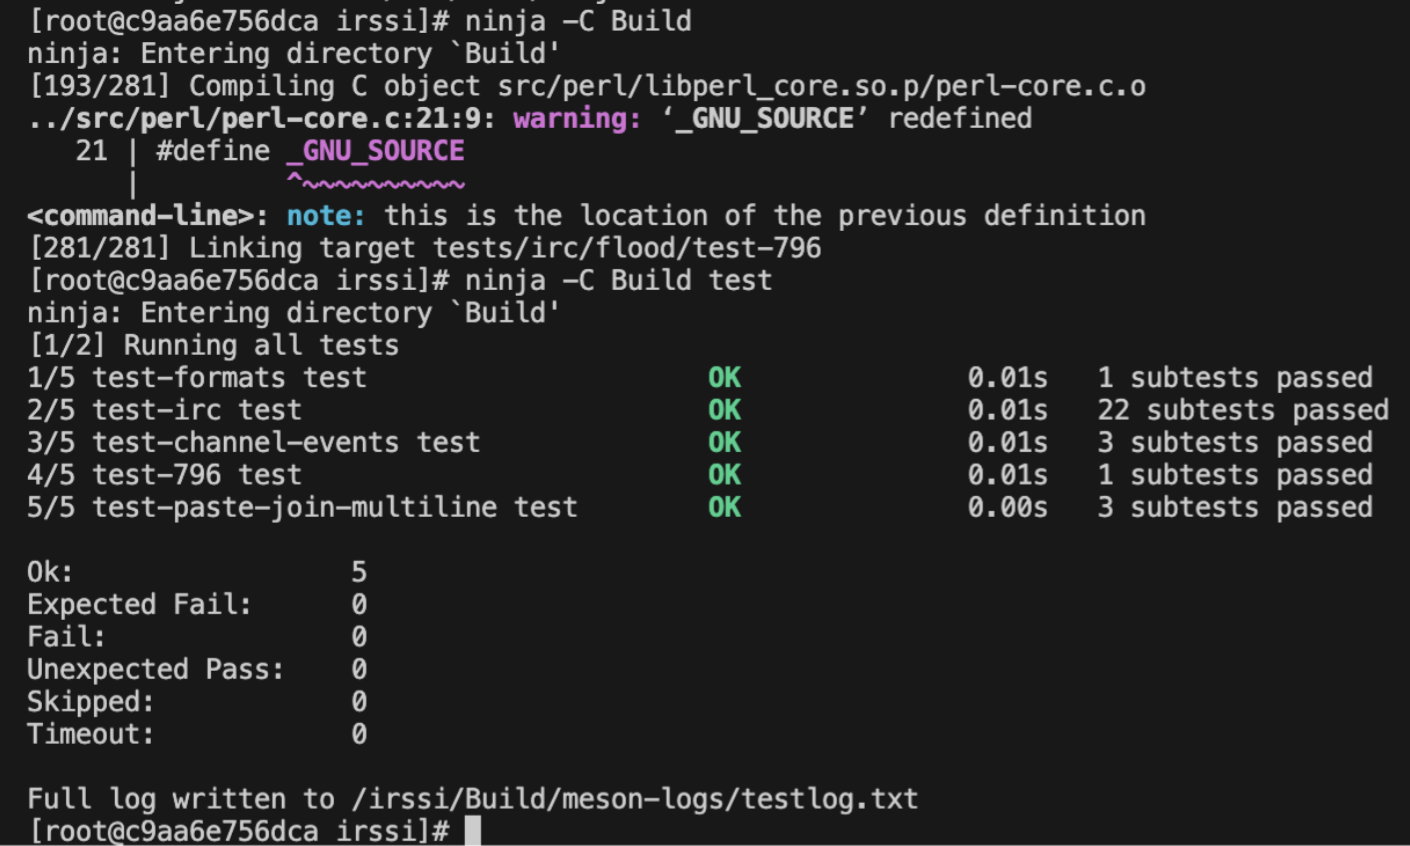 [root@c9aa6e756dca irssi]# ninja -C Build
ninja: Entering directory `Build'
[193/281] Compiling C object src/perl/libperl_core.so.p/perl-core.c.o
../src/perl/perl-core.c:21:9: warning: ‘_GNU_SOURCE’ redefined
   21 | #define _GNU_SOURCE
      |         ^~~~~~~~~~~
<command-line>: note: this is the location of the previous definition
[281/281] Linking target tests/irc/flood/test-796
[root@c9aa6e756dca irssi]# ninja -C Build test
ninja: Entering directory `Build'
[1/2] Running all tests
1/5 test-formats test                     OK              0.01s   1 subtests passed
2/5 test-irc test                         OK              0.01s   22 subtests passed
3/5 test-channel-events test              OK              0.01s   3 subtests passed
4/5 test-796 test                         OK              0.01s   1 subtests passed
5/5 test-paste-join-multiline test        OK              0.00s   3 subtests passed

Ok:                 5
Expected Fail:      0
Fail:               0
Unexpected Pass:    0
Skipped:            0
Timeout:            0

Full log written to /irssi/Build/meson-logs/testlog.txt
[root@c9aa6e756dca irssi]#